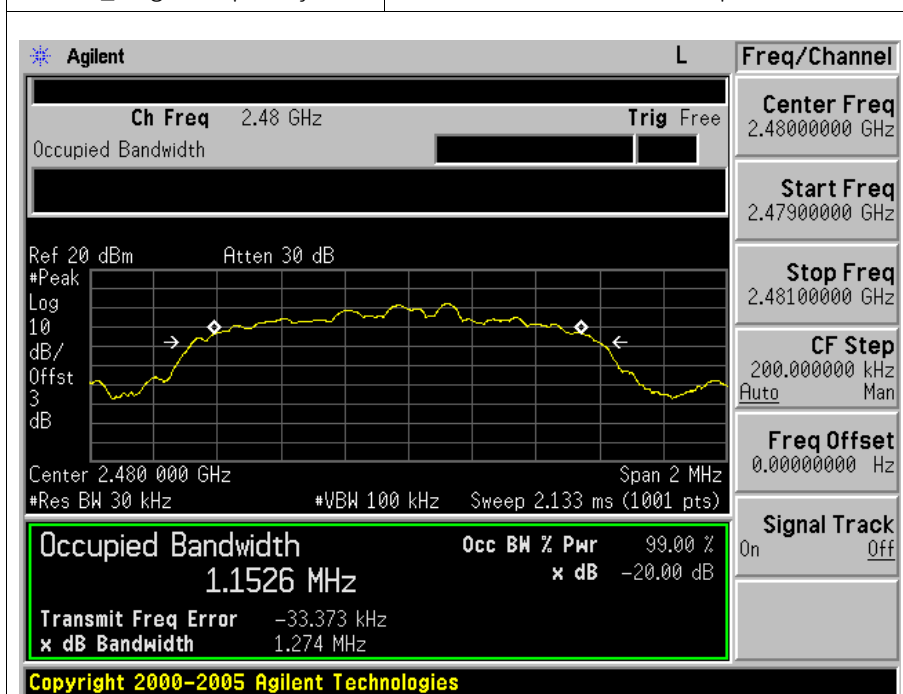 Agilent L
Freq/Channel
Ch Freq 2.48 GHz Trig Free
Occupied Bandwidth
Center Freq
2.48000000 GHz
Start Freq
2.47900000 GHz
Stop Freq
2.48100000 GHz
CF Step
200.000000 kHz
Auto Man
Freq Offset
0.00000000 Hz
Signal Track
On Off
Ref 20 dBm Atten 30 dB
#Peak
Log
10
dB/
Offst
3
dB
Center 2.480 000 GHz Span 2 MHz
#Res BW 30 kHz #VBW 100 kHz Sweep 2.133 ms (1001 pts)
Occupied Bandwidth Occ BW % Pwr 99.00 %
1.1526 MHz x dB -20.00 dB
Transmit Freq Error -33.373 kHz
x dB Bandwidth 1.274 MHz
Copyright 2000-2005 Agilent Technologies